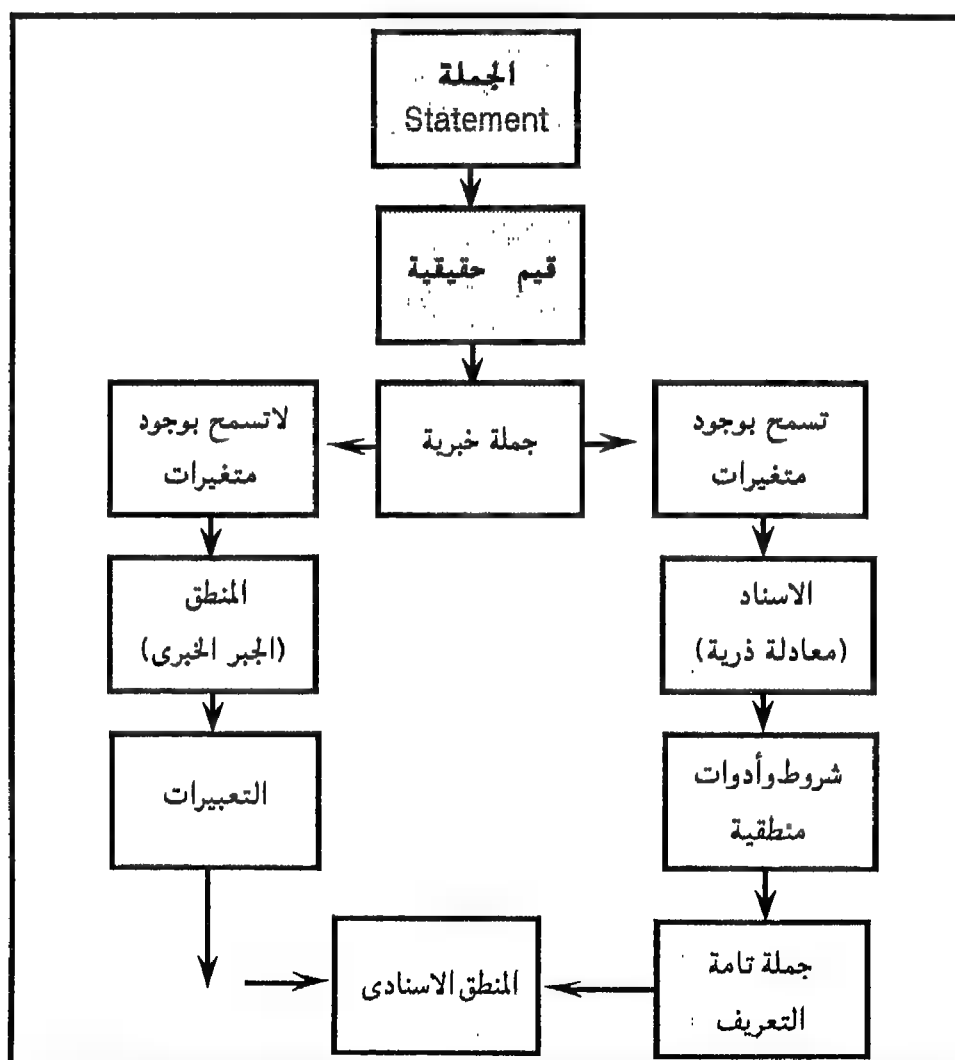 الجملة
Statement
قيم حقيقية
جملة خبرية
تسمح بوجود
متغيرات
لاتسمح بوجود
متغيرات
الاسناد
(معادلة ذرية)
المنطق
(الجبر الخبرى)
شروط وأدوات
منطقية
التعبيرات
جملة تامة
التعريف
المنطق الاسنادى